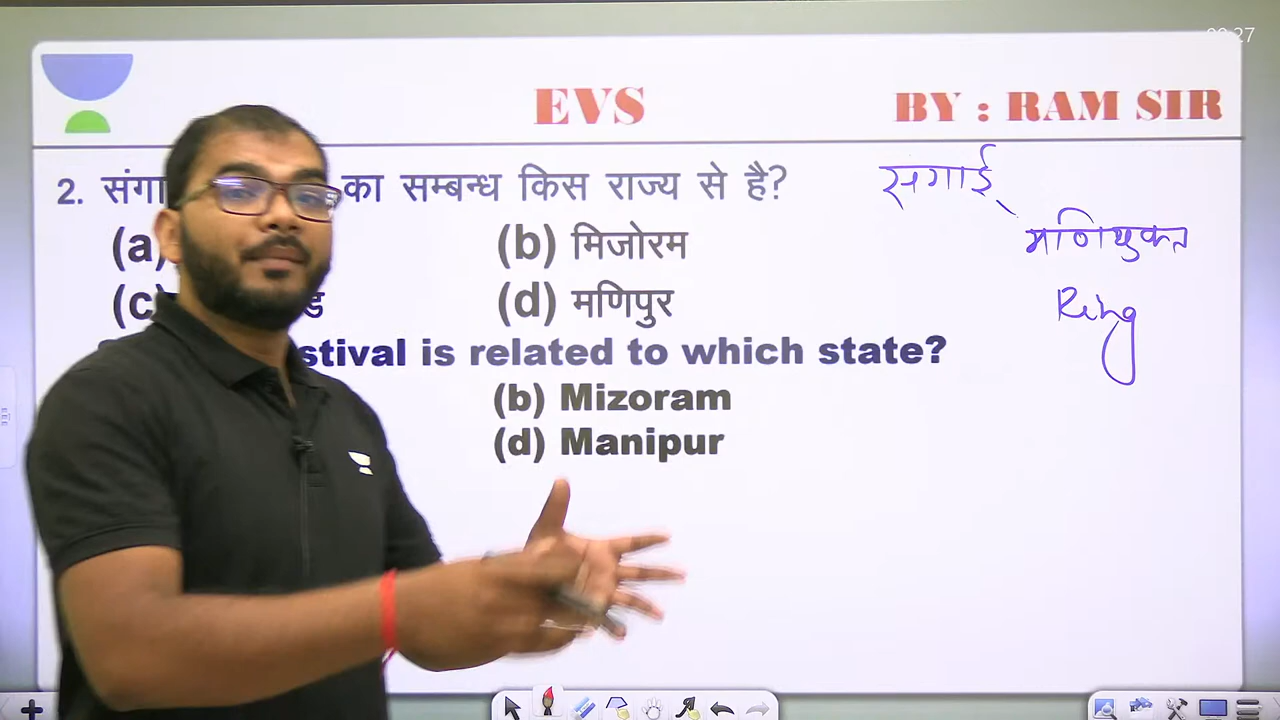 EVS
BY : RAM SIR
2. संगा का सम्बन्ध किस राज्य से है?
(a)
(b) मिजोरम
(c)
ड
(d) मणिपुर
stival is related to which state?
(b) Mizoram
(d) Manipur
सगाई
मणियुक्त
Ring